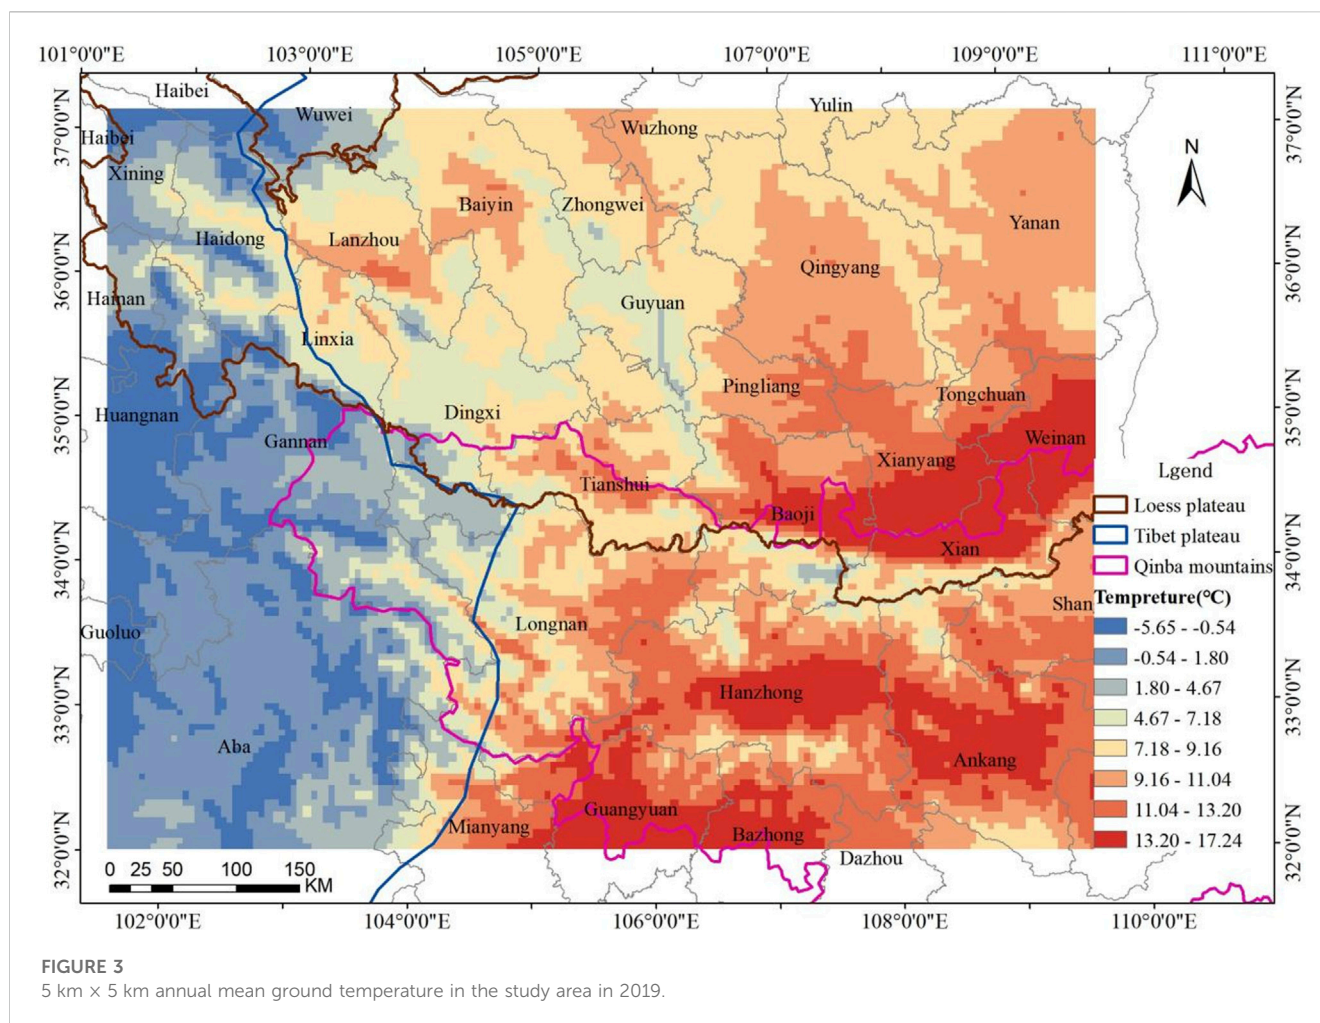 101°0'0"E 103°0'0"E 105°0'0"E 107°0'0"E 109°0'0"E 111°0'0"E
37°0'0"N
36°0'0"N
35°0'0"N
34°0'0"N
33°0'0"N
32°0'0"N
Haibei
Wuwei
Yulin
Wuzhong
Haibei
Xining
N
Baiyin
Zhongwei
Yanan
Haidong
Lanzhou
Qingyang
Hainan
Guyuan
Linxia
Pingliang
Tongchuan
Huangnan
Dingxi
Gannan
Weinan
Xianyang
Tianshui
Baoji
Xian
Guoluo
Longnan
Shan
Hanzhong
Aba
Ankang
Guangyuan
Mianyang
Bazhong
Dazhou
37°0'0"N
36°0'0"N
35°0'0"N
34°0'0"N
33°0'0"N
32°0'0"N
Lgend
Loess plateau
Tibet plateau
Qinba mountains
Tempreture(°C)
-5.65 - -0.54
-0.54 - 1.80
1.80 - 4.67
4.67 - 7.18
7.18 - 9.16
9.16 - 11.04
11.04 - 13.20
13.20 - 17.24
0 25 50 100 150
KM
102°0'0"E 104°0'0"E 106°0'0"E 108°0'0"E 110°0'0"E
FIGURE 3
5 km × 5 km annual mean ground temperature in the study area in 2019.